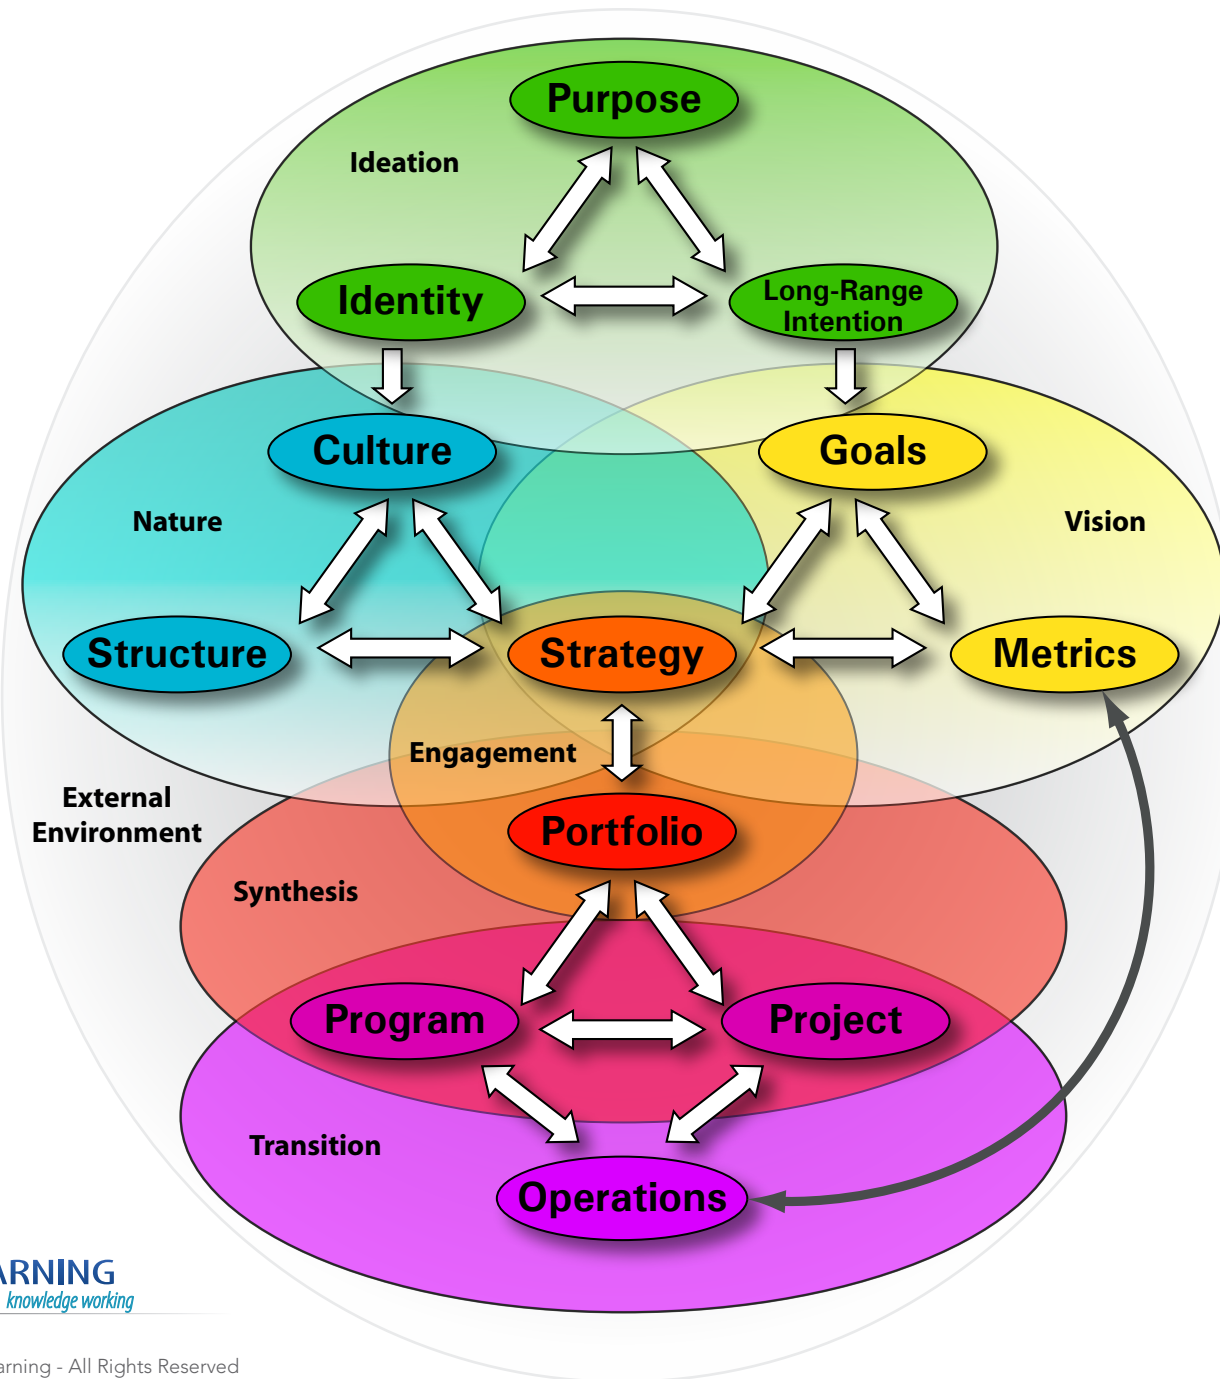 Purpose
Ideation
Identity
Long-Range
Intention
Culture
Goals
Nature
Vision
Structure
Strategy
Metrics
Engagement
External
Environment
Portfolio
Synthesis
Program
Project
Transition
Operations
ARNING
knowledge working
arning - All Rights Reserved